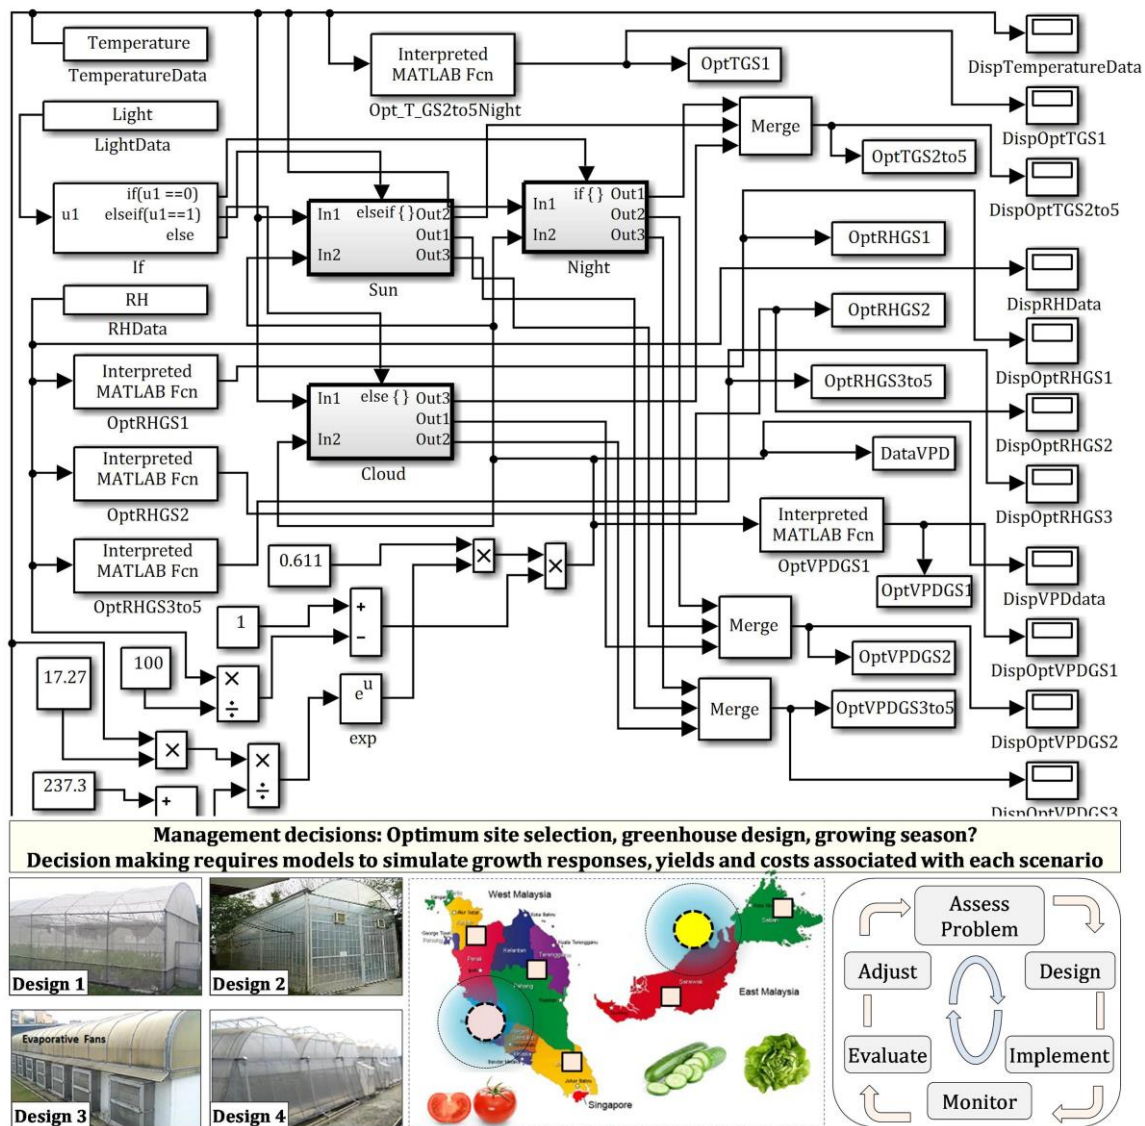 Temperature
TemperatureData
Interpreted
MATLAB Fcn
Opt_T_GS2to5Night
OptTGS1
DispTemperatureData
Light
LightData
Merge
OptTGS2to5
DispOptTGS1
DispOptTGS2to5
u1
if(u1 ==0)
elseif(u1==1)
else
If
In1
In2
elseif { }
Out2
Out1
Out3
Sun
In1
In2
if { }
Out1
Out2
Out3
Night
OptRHGS1
DispRHData
RH
RHData
OptRHGS2
DispOptRHGS1
Interpreted
MATLAB Fcn
OptRHGS1
In1
In2
else { }
Out3
Out1
Out2
Cloud
OptRHGS3to5
DispOptRHGS2
Interpreted
MATLAB Fcn
OptRHGS2
DataVPD
DispOptRHGS3
Interpreted
MATLAB Fcn
OptRHGS3to5
0.611
×
×
Interpreted
MATLAB Fcn
OptVPDGS1
OptVPDGS1
DispVPDdata
1
+
−
Merge
OptVPDGS2
DispOptVPDGS1
17.27
100
×
÷
eu
exp
Merge
OptVPDGS3to5
DispOptVPDGS2
×
×
÷
237.3
+
DispOptVPDGS3
Management decisions: Optimum site selection, greenhouse design, growing season?
Decision making requires models to simulate growth responses, yields and costs associated with each scenario
Design 1
Design 2
Evaporative Fans
Design 3
Design 4
West Malaysia
Kelantan
Perak
Pahang
Singapore
East Malaysia
Sabah
Sarawak
Assess
Problem
Adjust
Design
Evaluate
Implement
Monitor